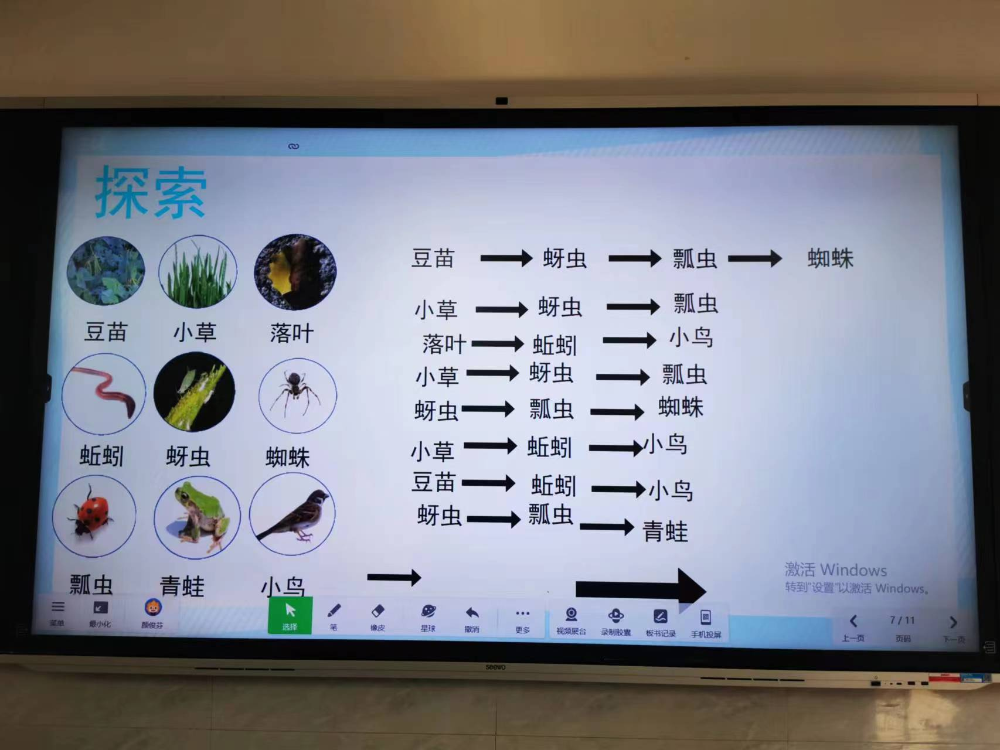 探索
豆苗 小草 落叶
蚯蚓 蚜虫 蜘蛛
瓢虫 青蛙 小鸟
豆苗 → 蚜虫 → 瓢虫 → 蜘蛛
小草 → 蚜虫 → 瓢虫
落叶 → 蚯蚓 → 小鸟
小草 → 蚜虫 → 瓢虫
蚜虫 → 瓢虫 → 蜘蛛
小草 → 蚯蚓 → 小鸟
豆苗 → 蚯蚓 → 小鸟
蚜虫 → 瓢虫 → 青蛙
激活 Windows
转到"设置"以激活 Windows。
菜单 最小化 颜俊芬 选择 笔 橡皮 星球 撤消 更多 视频展台 录制胶囊 板书记录 手机投屏
7 / 11
上一页 页码 下一页
seewo